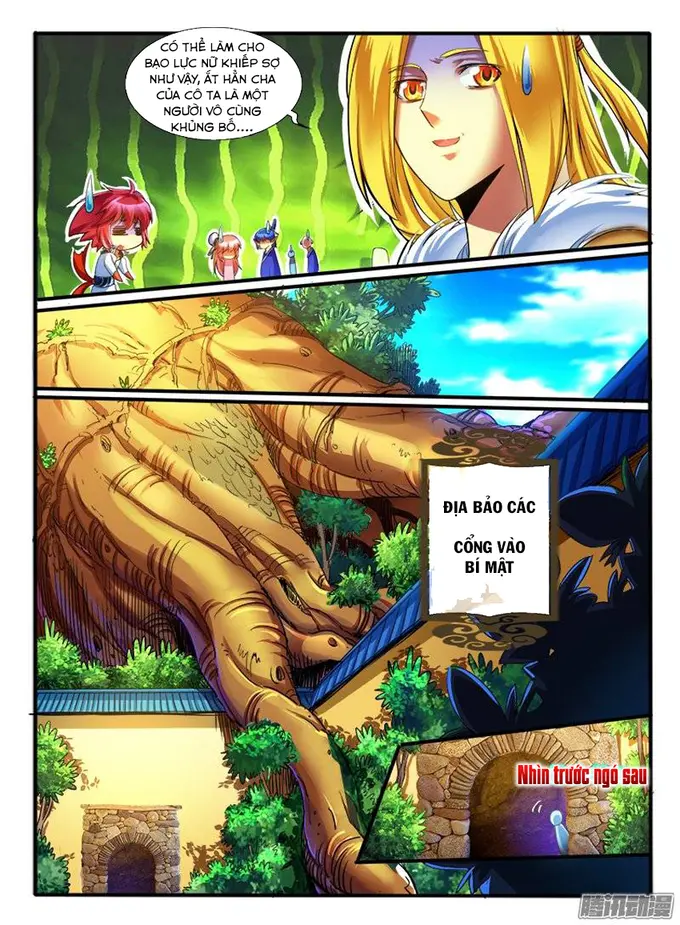 CÓ THỂ LÀM CHO
BẠO LỰC NỮ KHIẾP SỢ
NHƯ VẬY, ẮT HẲN CHA
CỦA CÔ TA LÀ MỘT
NGƯỜI VÔ CÙNG
KHỦNG BỐ....
ĐỊA BẢO CÁC
CỔNG VÀO
BÍ MẬT
Nhìn trước ngó sau
腾讯动漫